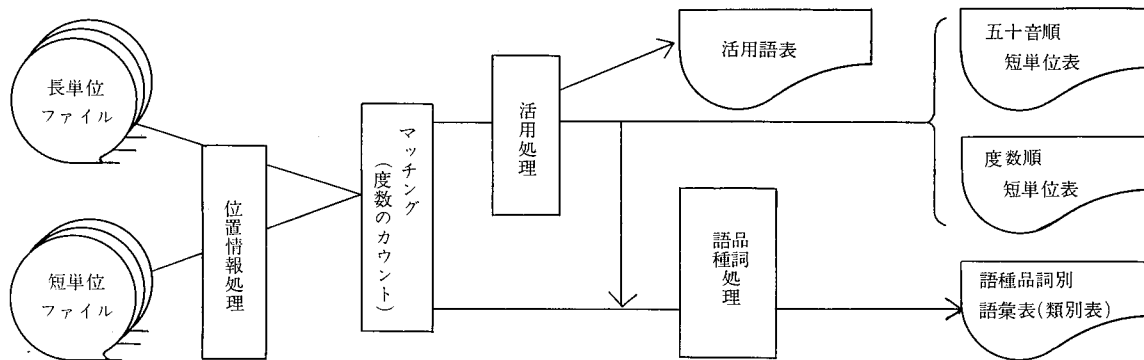 長単位
ファイル
短単位
ファイル
位置情報処理
マッチング
(度数のカウント)
活用処理
活用語表
品詞
語種処理
五十音順
短単位表
度数順
短単位表
語種品詞別
語彙表(類別表)